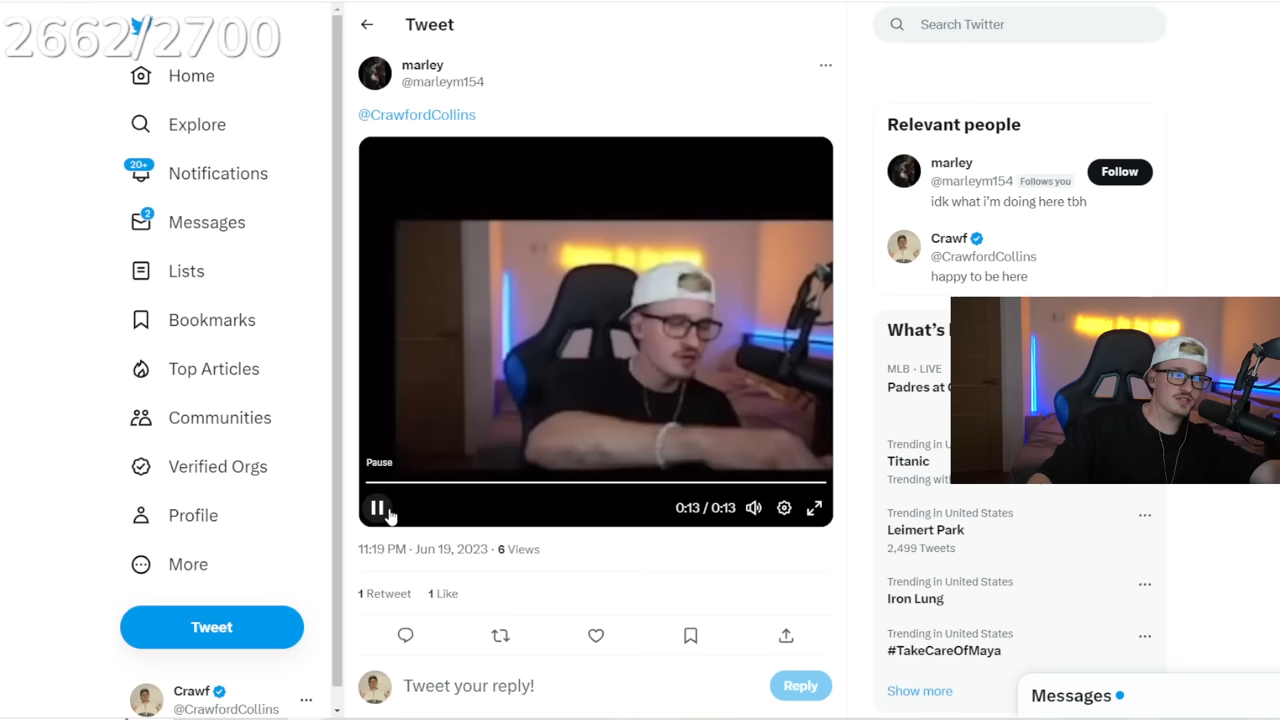 2662/2700
Home
Explore
20+
Notifications
2
Messages
Lists
Bookmarks
Top Articles
Communities
Verified Orgs
Profile
More
Tweet
Crawf
@CrawfordCollins
Tweet
marley
@marleym154
@CrawfordCollins
Pause
0:13 / 0:13
11:19 PM · Jun 19, 2023 · 6 Views
1 Retweet 1 Like
Tweet your reply!
Reply
Search Twitter
Relevant people
marley
@marleym154 Follows you
Follow
idk what i’m doing here tbh
Crawf
@CrawfordCollins
happy to be here
What’s
MLB · LIVE
Padres at
Trending in
Titanic
Trending
Trending in United States
Leimert Park
2,499 Tweets
Trending in United States
Iron Lung
Trending in United States
#TakeCareOfMaya
Show more
Messages